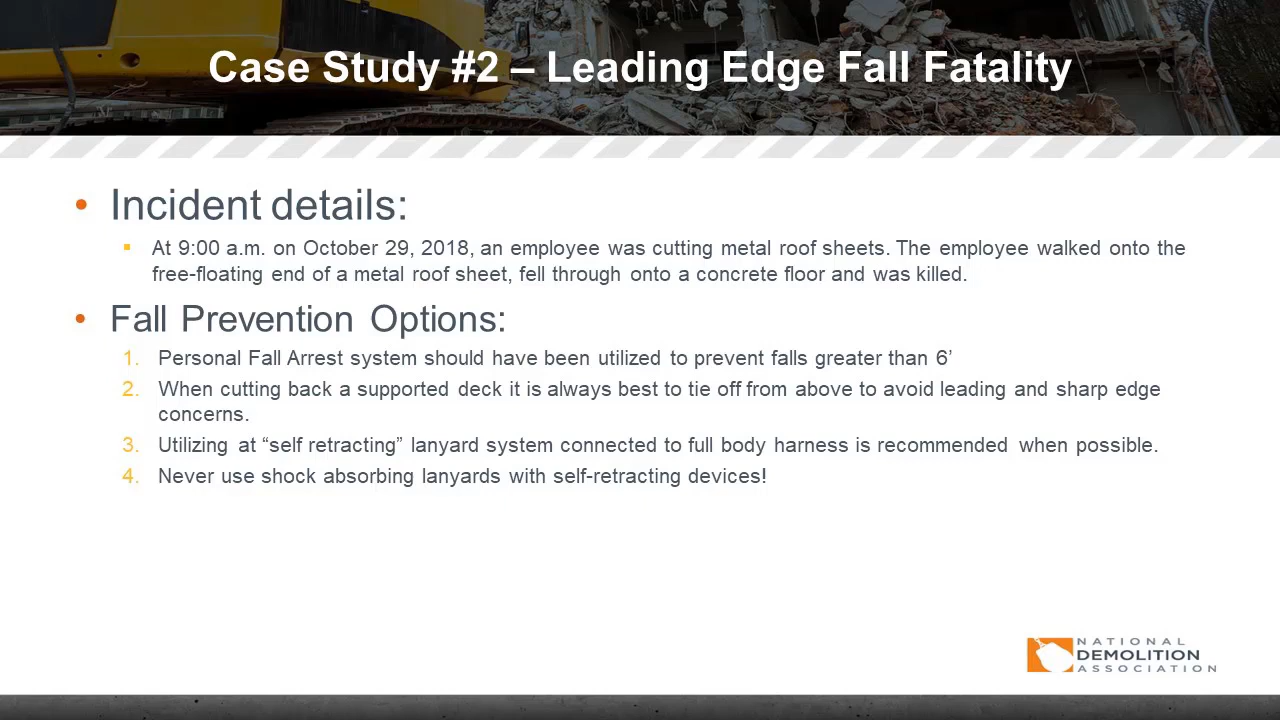 Case Study #2 – Leading Edge Fall Fatality
• Incident details:
▪ At 9:00 a.m. on October 29, 2018, an employee was cutting metal roof sheets. The employee walked onto the
free-floating end of a metal roof sheet, fell through onto a concrete floor and was killed.
• Fall Prevention Options:
1. Personal Fall Arrest system should have been utilized to prevent falls greater than 6’
2. When cutting back a supported deck it is always best to tie off from above to avoid leading and sharp edge
concerns.
3. Utilizing at “self retracting” lanyard system connected to full body harness is recommended when possible.
4. Never use shock absorbing lanyards with self-retracting devices!
NATIONAL
DEMOLITION
ASSOCIATION